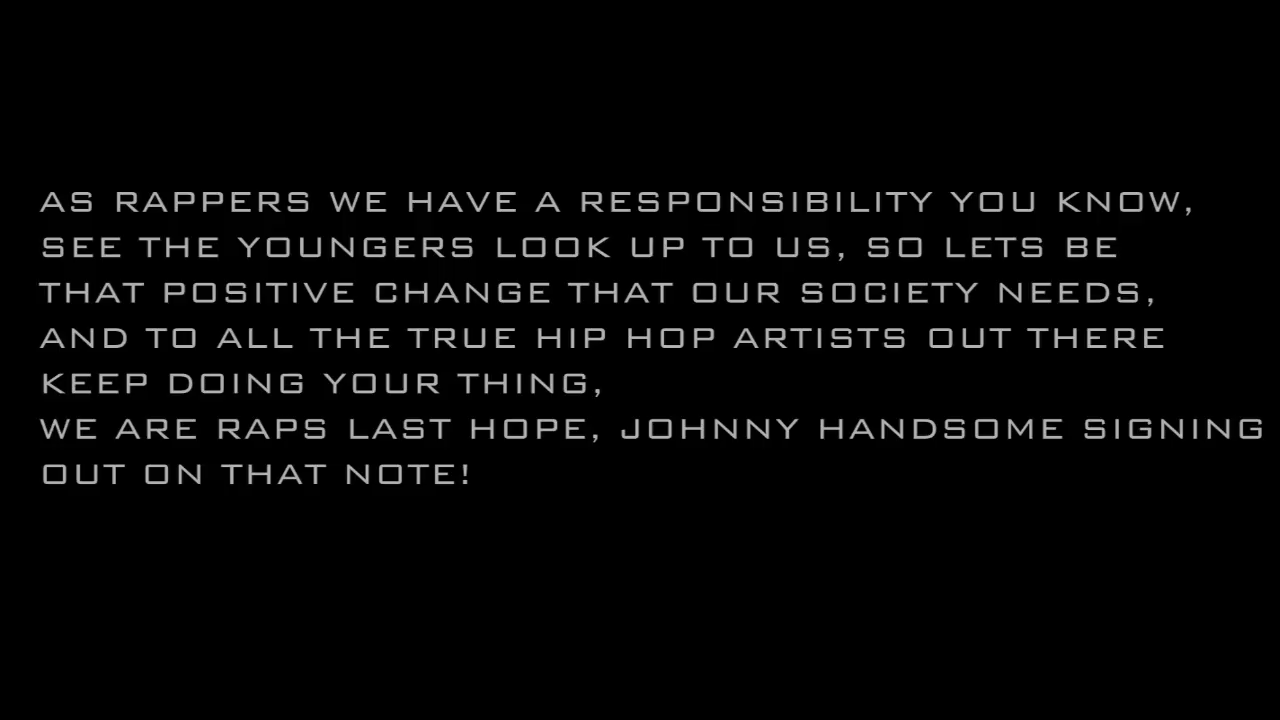 AS RAPPERS WE HAVE A RESPONSIBILITY YOU KNOW,
SEE THE YOUNGERS LOOK UP TO US, SO LETS BE
THAT POSITIVE CHANGE THAT OUR SOCIETY NEEDS,
AND TO ALL THE TRUE HIP HOP ARTISTS OUT THERE
KEEP DOING YOUR THING,
WE ARE RAPS LAST HOPE, JOHNNY HANDSOME SIGNING
OUT ON THAT NOTE!